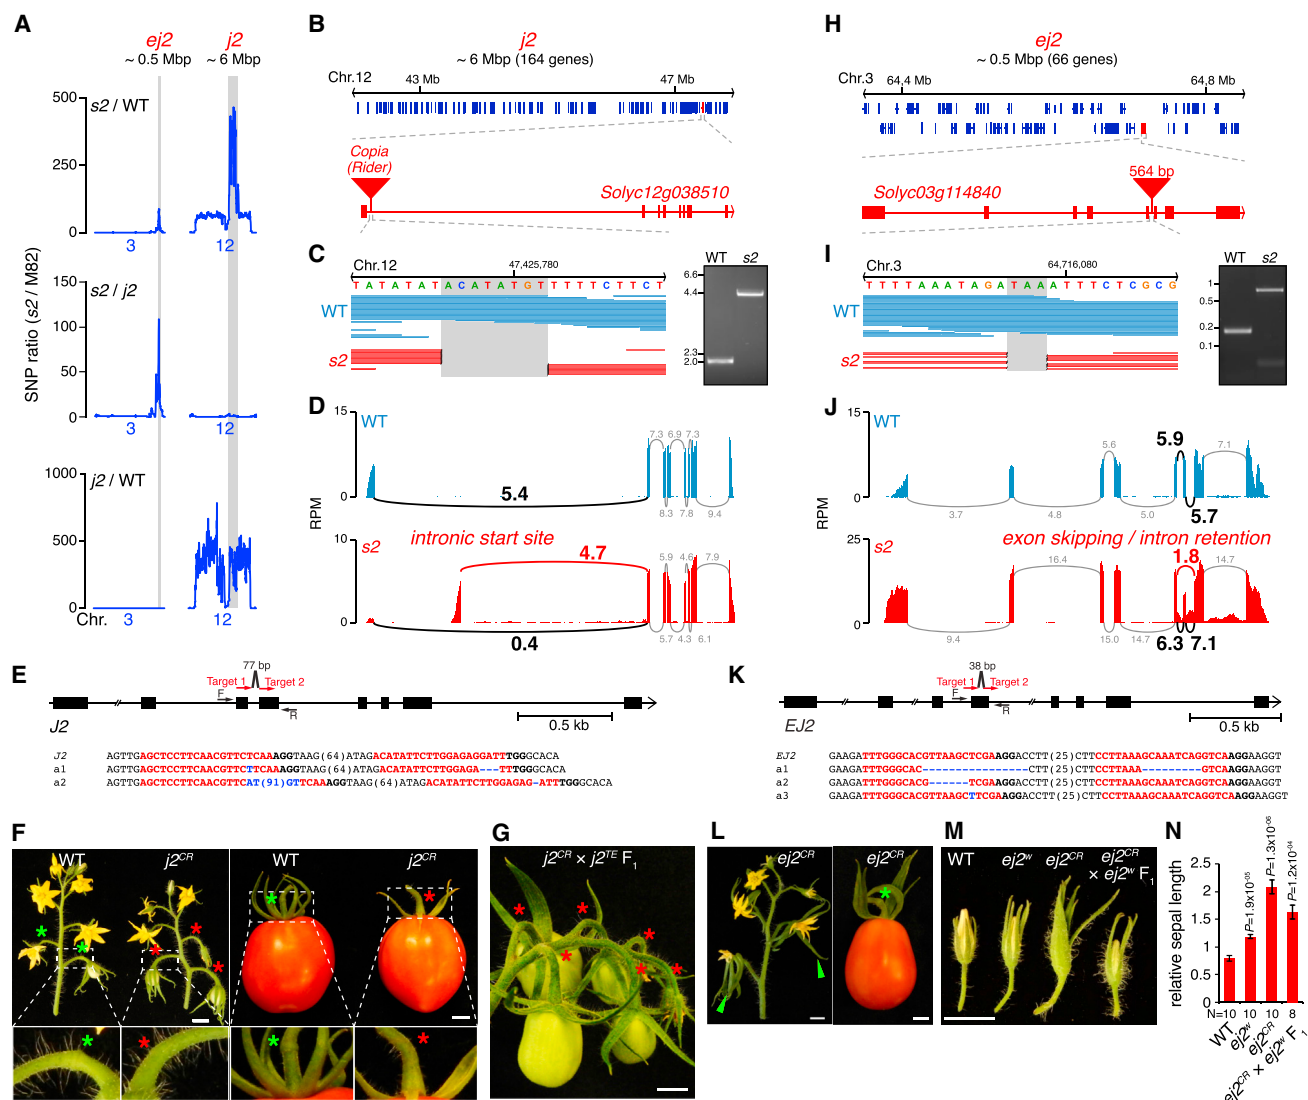 A
ej2
~ 0.5 Mbp
j2
~ 6 Mbp
SNP ratio (s2 / M82)
500
250
0
s2 / WT
3
12
150
100
50
0
s2 / j2
3
12
1000
500
0
j2 / WT
Chr.
3
12
B
j2
~ 6 Mbp (164 genes)
Chr.12
43 Mb
47 Mb
Copia
(Rider)
Solyc12g038510
C
Chr.12
47,425,780
T A T A T A T A C A T A T G T T T T T C T T C T
WT
s2
WT
s2
6.6
4.4
2.3
2.0
D
15
0
WT
7.3
6.9
7.3
5.4
8.3
7.8
9.4
RPM
10
0
s2
intronic start site
4.7
5.9
4.6
7.9
0.4
5.7
4.3
6.1
H
ej2
~ 0.5 Mbp (66 genes)
Chr.3
64,4 Mb
64,8 Mb
564 bp
Solyc03g114840
I
Chr.3
64,716,080
T T T T A A A T A G A T A A A T T T C T C G C G
WT
s2
WT
s2
1
0.5
0.2
0.1
J
15
0
WT
5.6
5.9
7.1
3.7
4.8
5.0
5.7
RPM
25
0
s2
exon skipping / intron retention
16.4
1.8
14.7
9.4
15.0
14.7
6.3
7.1
E
77 bp
Target 1
Target 2
F
R
J2
0.5 kb
J2 AGTTGAGCTCCTTCAACGTTCTCAAAGGTAAG(64)ATAGACATATTCTTGGAGAGGATTTGGGCACA
a1 AGTTGAGCTCCTTCAACGTTCTTCAAAGGTAAG(64)ATAGACATATTCTTGGAGA---TTTGGGCACA
a2 AGTTGAGCTCCTTCAACGTTCAT(91)GTTCAAAGGTAAG(64)ATAGACATATTCTTGGAGAG-ATTTGGGCACA
K
38 bp
Target 1
Target 2
F
R
EJ2
0.5 kb
EJ2 GAAGATTTGGGCACGTTAAGCTCGAAGGACCTT(25)CTTCCTTAAAGCAAATCAGGTCAAGGAAGGT
a1 GAAGATTTGGGCAC---------------CTT(25)CTTCCTTAAA---------GTCAAGGAAGGT
a2 GAAGATTTGGGCAC-------TCGAAGGACCTT(25)CTTCCTTAAAGCAAATCAGGTCAAGGAAGGT
a3 GAAGATTTGGGCACGTTAAGCTTCGAAGGACCTT(25)CTTCCTTAAAGCAAATCAGGTCAAGGAAGGT
F
WT
j2CR
WT
j2CR
G
j2CR × j2TE F1
L
ej2CR
ej2CR
M
WT
ej2w
ej2CR
ej2CR
× ej2w F1
N
relative sepal length
2.5
2
1.5
1
0.5
0
P=1.9x10-05
P=1.3x10-06
P=1.2x10-04
N=10
10
10
8
WT
ej2w
ej2CR
ej2CR × ej2w F1